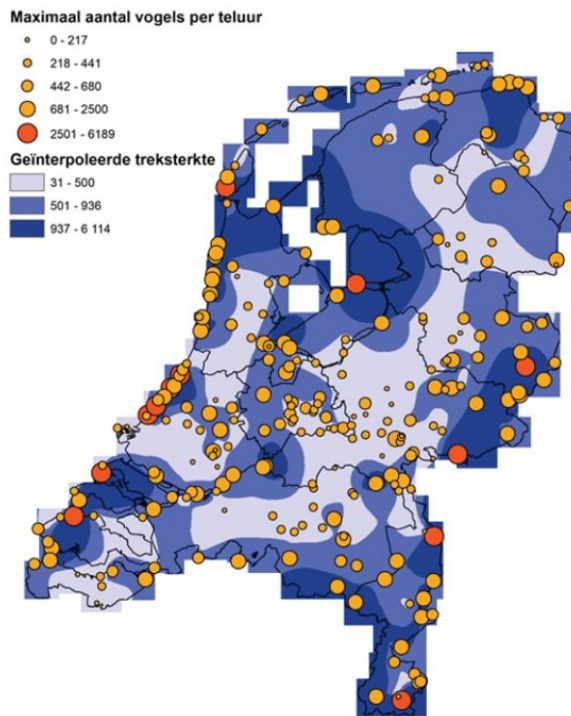 Maximaal aantal vogels per teluur
0 - 217
218 - 441
442 - 680
681 - 2500
2501 - 6189
Geïnterpoleerde treksterkte
31 - 500
501 - 936
937 - 6 114